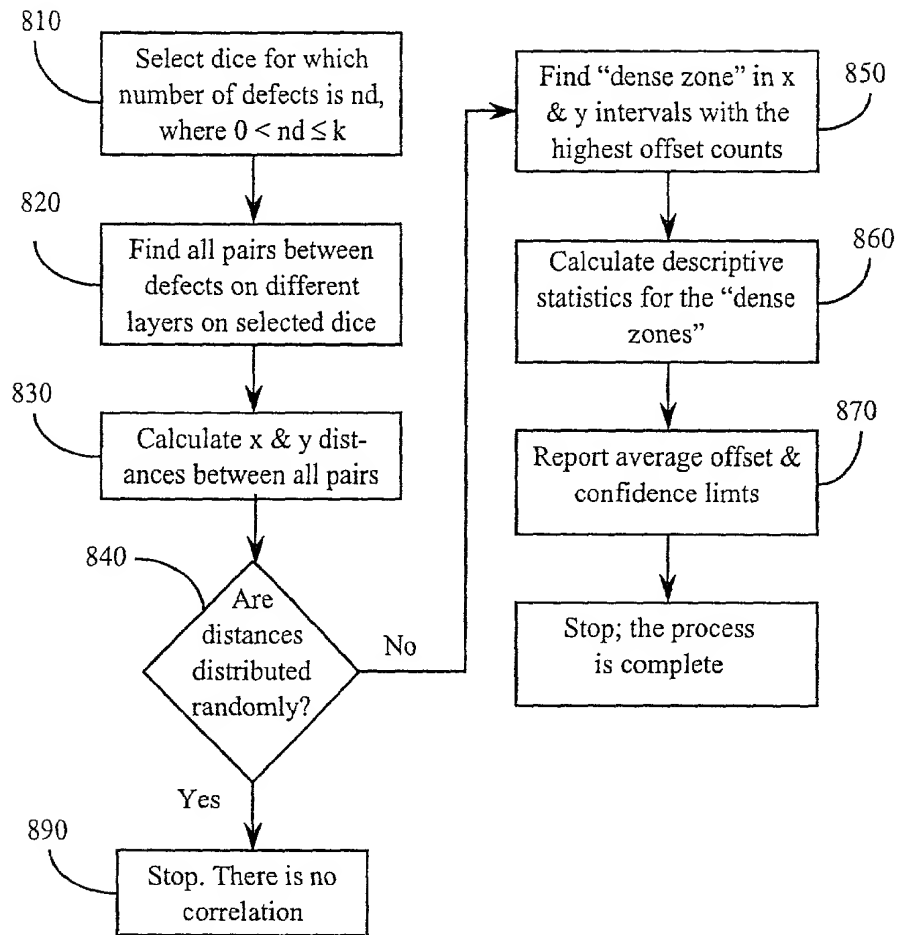 810
Select dice for which
number of defects is nd,
where 0 < nd ≤ k
820
Find all pairs between
defects on different
layers on selected dice
830
Calculate x & y dist-
ances between all pairs
840
Are
distances
distributed
randomly?
No
Yes
890
Stop. There is no
correlation
850
Find “dense zone” in x
& y intervals with the
highest offset counts
860
Calculate descriptive
statistics for the “dense
zones”
870
Report average offset &
confidence limts
Stop; the process
is complete